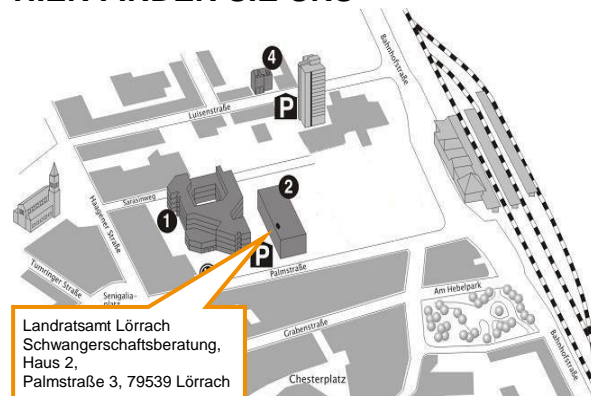 HIER FINDEN SIE UNS
Bahnhofstraße
4
Luisenstraße
P
Sarasinweg
Haagener Straße
1
2
P
Palmstraße
Tumringer Straße
Senigalia-
platz
Am Hebelpark
Grabenstraße
Bahnhofstraße
Chesterplatz
Landratsamt Lörrach
Schwangerschaftsberatung,
Haus 2,
Palmstraße 3, 79539 Lörrach